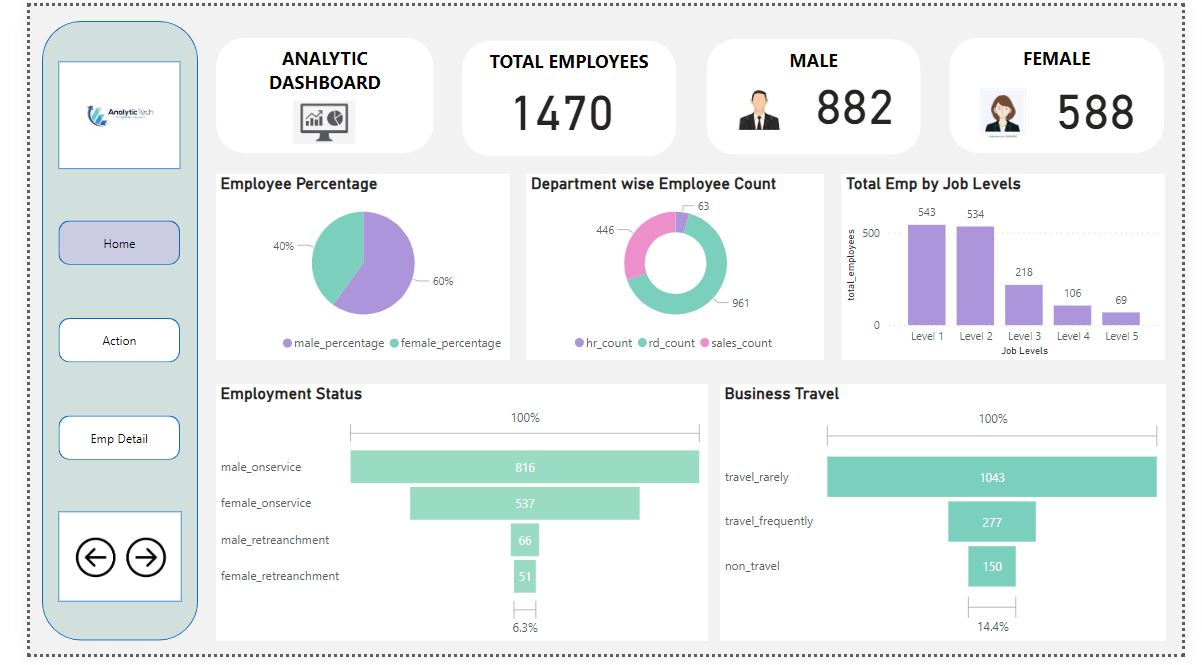 AnalyticTech
Home
Action
Emp Detail
ANALYTIC
DASHBOARD
TOTAL EMPLOYEES
1470
MALE
882
FEMALE
588
Employee Percentage
40%
60%
male_percentage female_percentage
Department wise Employee Count
63
446
961
hr_count rd_count sales_count
Total Emp by Job Levels
total_employees
500
0
543
534
218
106
69
Level 1 Level 2 Level 3 Level 4 Level 5
Job Levels
Employment Status
100%
male_onservice 816
female_onservice 537
male_retreanchment 66
female_retreanchment 51
6.3%
Business Travel
100%
travel_rarely 1043
travel_frequently 277
non_travel 150
14.4%